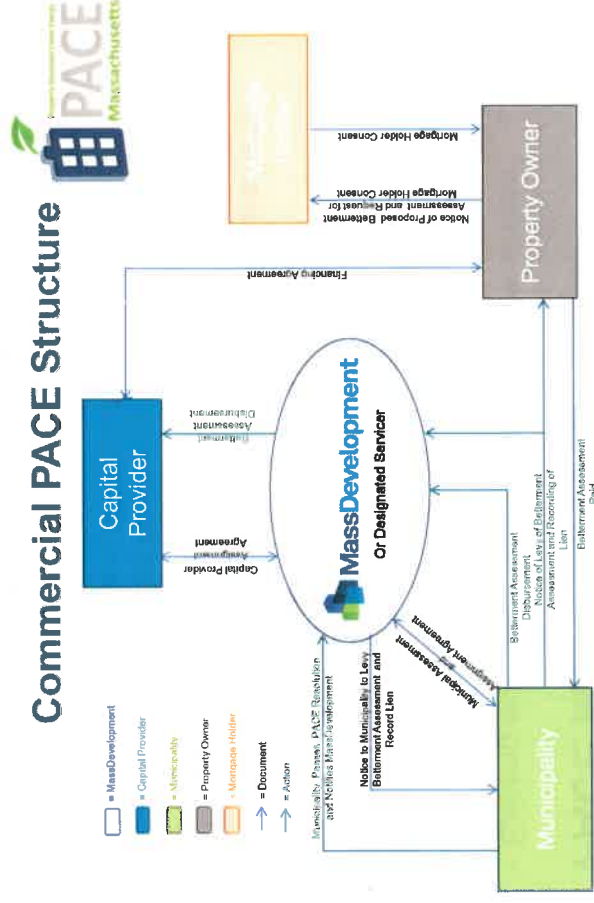 Commercial PACE Structure
PACE
Massachusetts
= MassDevelopment
= Capital Provider
= Municipality
= Property Owner
= Mortgage Holder
= Document
= Action
Capital
Provider
Capital Provider
Assignment
Agreement
Betterment
Assessment
Disbursement
Financing Agreement
MassDevelopment
Or Designated Servicer
Notice of Proposed Betterment
Assessment and Request for
Mortgage Holder Consent
Mortgage Holder Consent
Municipality Passes PACE Resolution
and Notifies MassDevelopment
Notice to Municipality to Levy
Betterment Assessment and
Record Lien
Municipal Assessment
and
Assignment Agreement
Betterment Assessment
Disbursement
Notice of Levy of Betterment
Assessment and Recording of
Lien
Betterment Assessment
Paid
Municipality
Property Owner